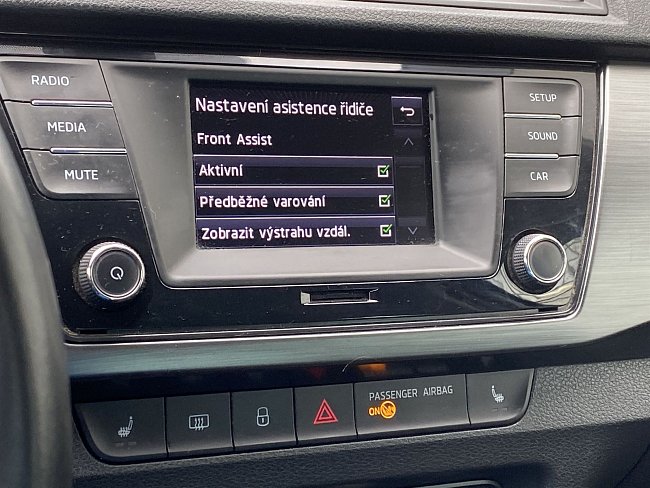 RADIO
MEDIA
MUTE
Nastavení asistence řidiče
Front Assist
Aktivní
Předběžné varování
Zobrazit výstrahu vzdál.
SETUP
SOUND
CAR
PASSENGER AIRBAG
ON